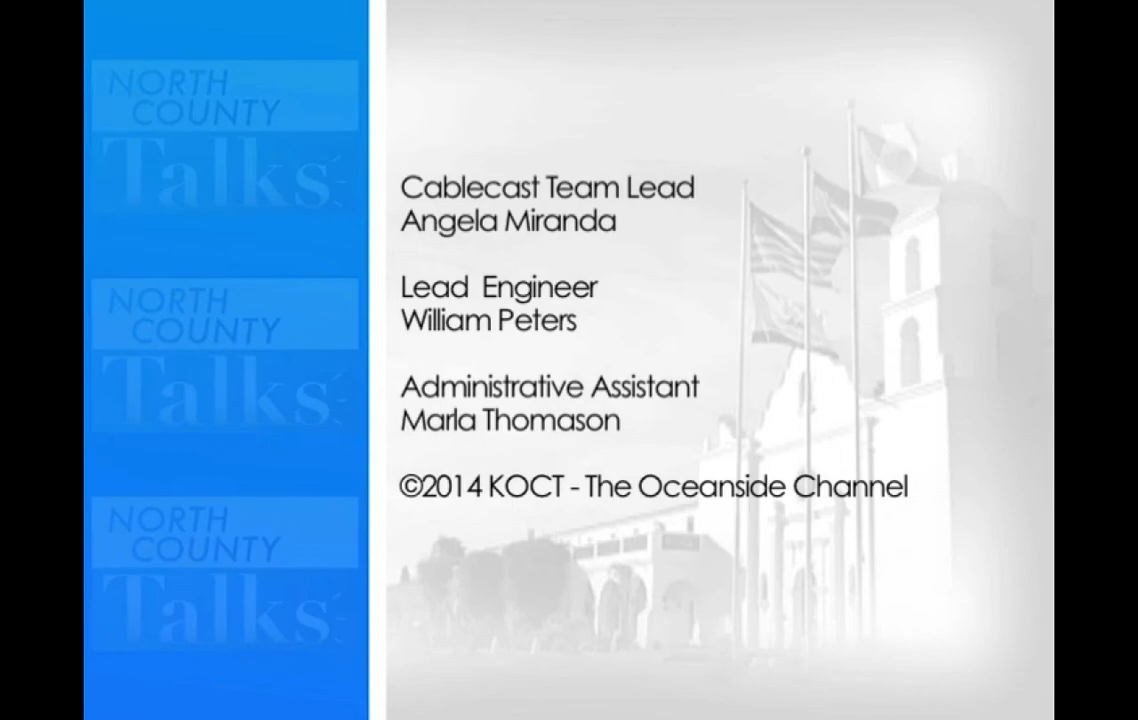 NORTH
COUNTY
Talks
NORTH
COUNTY
Talks
NORTH
COUNTY
Talks
Cablecast Team Lead
Angela Miranda
Lead Engineer
William Peters
Administrative Assistant
Marla Thomason
©2014 KOCT - The Oceanside Channel